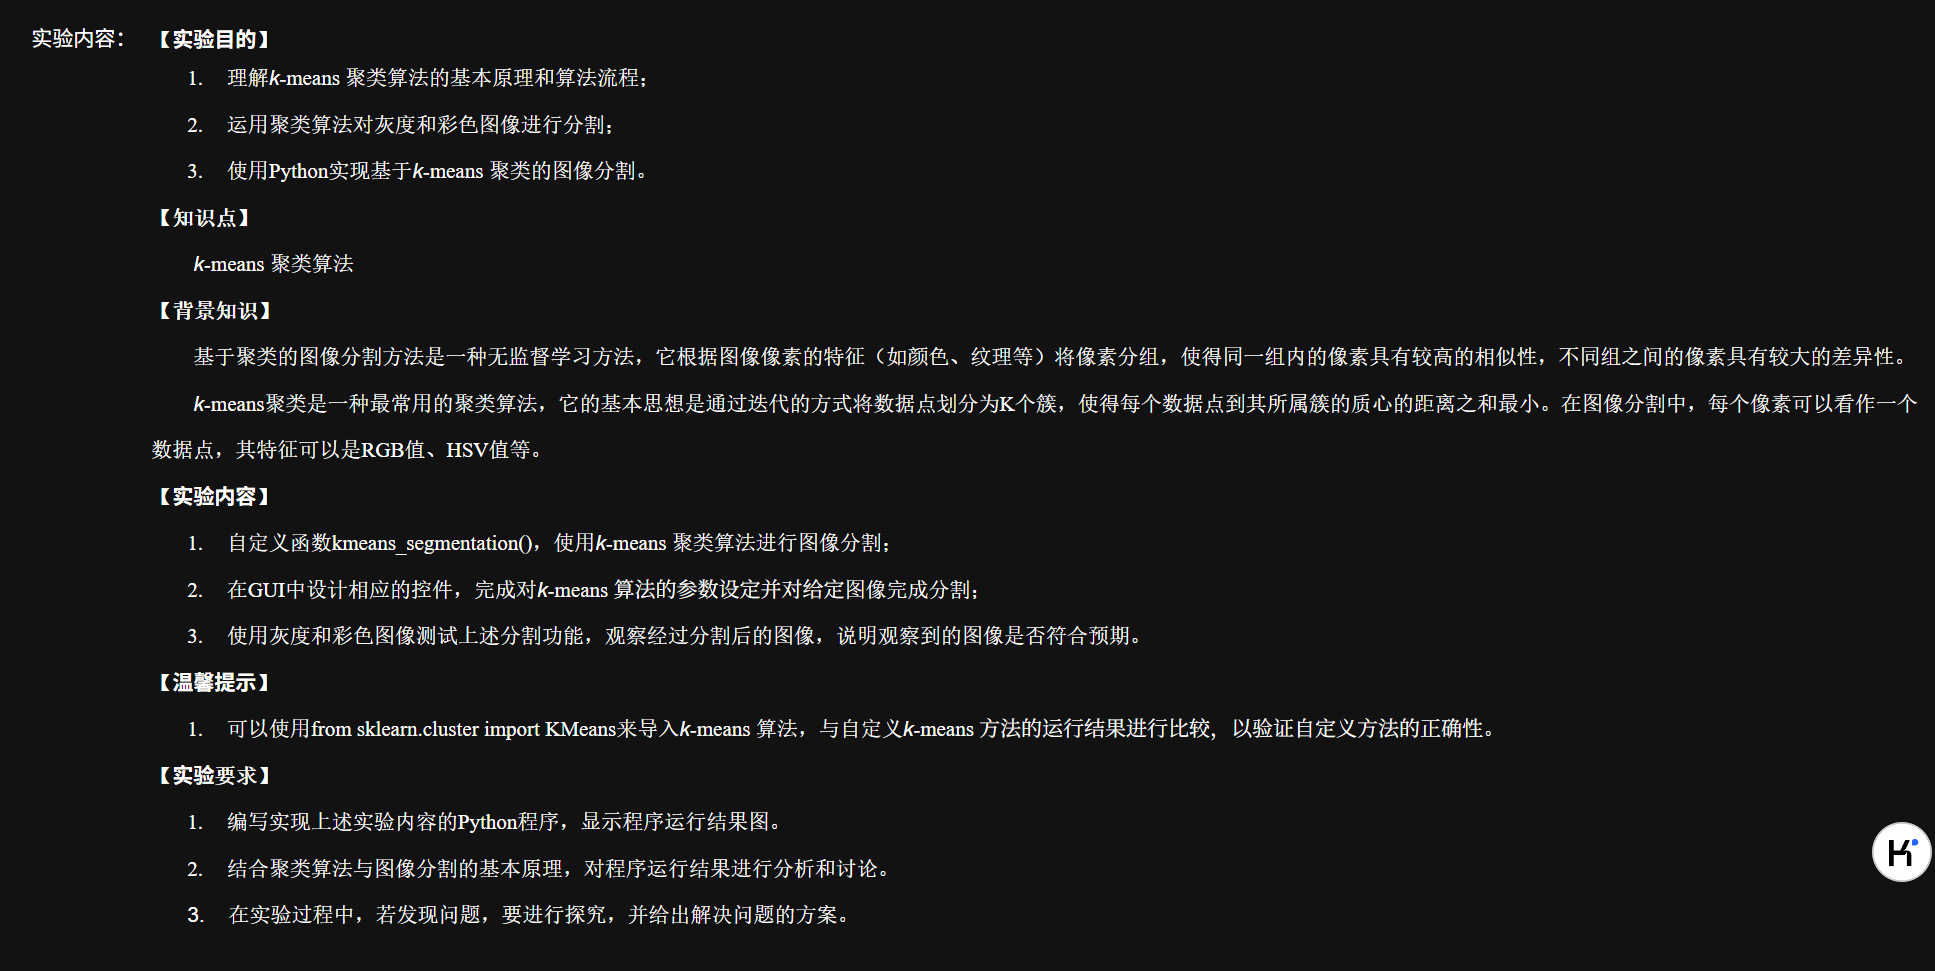 实验内容： 【实验目的】
1. 理解k-means 聚类算法的基本原理和算法流程；
2. 运用聚类算法对灰度和彩色图像进行分割；
3. 使用Python实现基于k-means 聚类的图像分割。
【知识点】
k-means 聚类算法
【背景知识】
基于聚类的图像分割方法是一种无监督学习方法，它根据图像像素的特征（如颜色、纹理等）将像素分组，使得同一组内的像素具有较高的相似性，不同组之间的像素具有较大的差异性。
k-means聚类是一种最常用的聚类算法，它的基本思想是通过迭代的方式将数据点划分为K个簇，使得每个数据点到其所属簇的质心的距离之和最小。在图像分割中，每个像素可以看作一个
数据点，其特征可以是RGB值、HSV值等。
【实验内容】
1. 自定义函数kmeans_segmentation()，使用k-means 聚类算法进行图像分割；
2. 在GUI中设计相应的控件，完成对k-means 算法的参数设定并对给定图像完成分割；
3. 使用灰度和彩色图像测试上述分割功能，观察经过分割后的图像，说明观察到的图像是否符合预期。
【温馨提示】
1. 可以使用from sklearn.cluster import KMeans来导入k-means 算法，与自定义k-means 方法的运行结果进行比较，以验证自定义方法的正确性。
【实验要求】
1. 编写实现上述实验内容的Python程序，显示程序运行结果图。
2. 结合聚类算法与图像分割的基本原理，对程序运行结果进行分析和讨论。
3. 在实验过程中，若发现问题，要进行探究，并给出解决问题的方案。
K